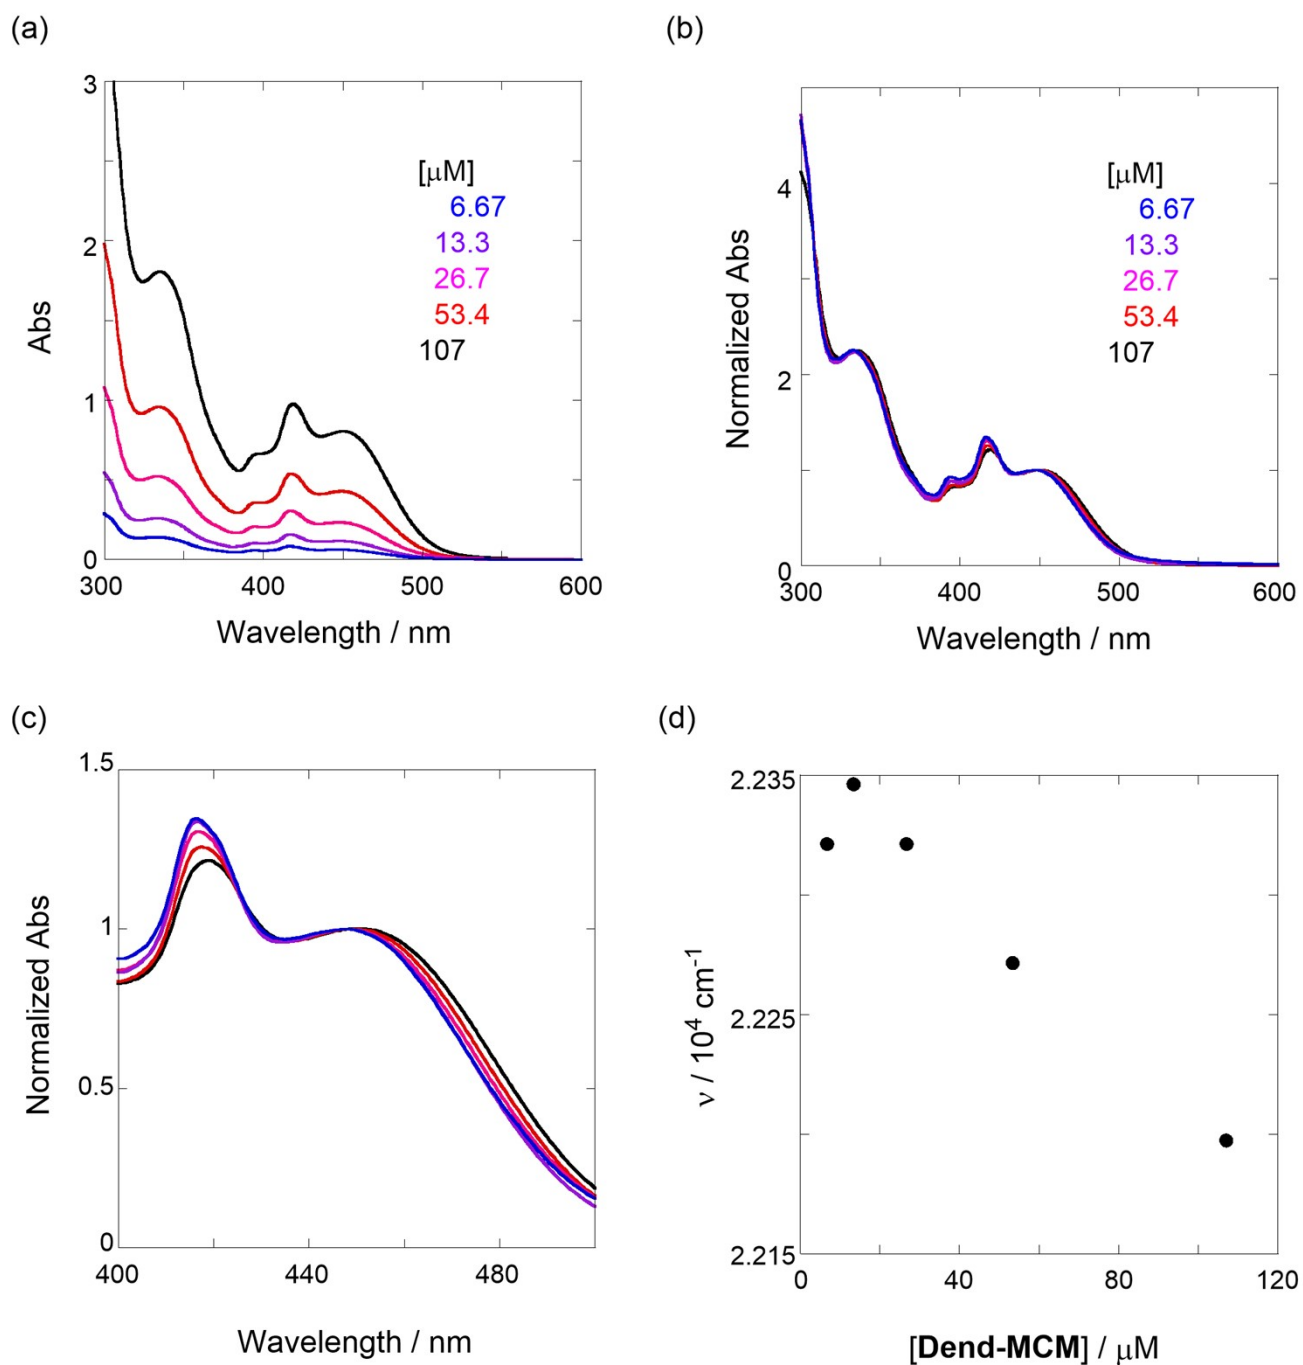 (a)
3
2
1
0
300
400
500
600
Abs
Wavelength / nm
[μM]
6.67
13.3
26.7
53.4
107
(b)
4
2
0
300
400
500
600
Normalized Abs
Wavelength / nm
[μM]
6.67
13.3
26.7
53.4
107
(c)
1.5
1
0.5
0
400
440
480
Normalized Abs
Wavelength / nm
(d)
2.235
2.225
2.215
0
40
80
120
ν / 10⁴ cm⁻¹
[Dend-MCM] / μM